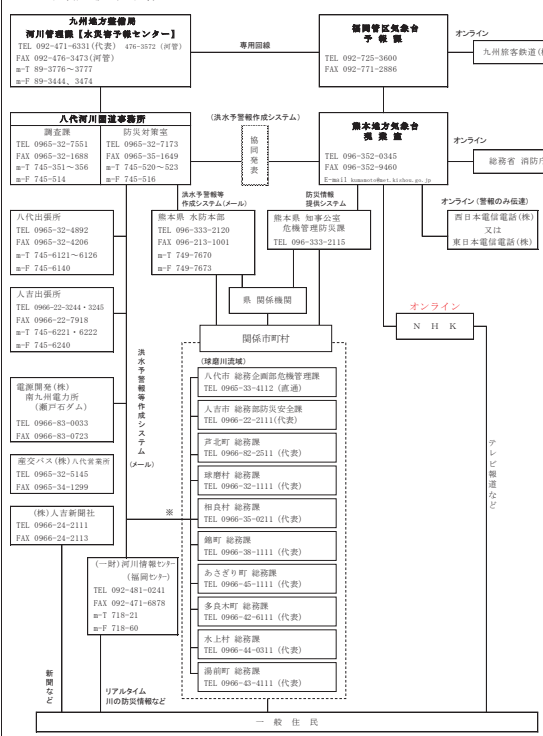 九州地方整備局
河川管理課【水災害予報センター】
TEL 092-471-6331(代表) 476-3572 (河管)
FAX 092-476-3473(河管)
m-T 89-3776～3777
m-F 89-3444、3474
専用回線
福岡管区気象台
予 報 課
TEL 092-725-3600
FAX 092-771-2886
オンライン
九州旅客鉄道(
八代河川国道事務所
調査課
TEL 0965-32-7551
FAX 0965-32-1688
m-T 745-351～356
m-F 745-514
防災対策室
TEL 0965-32-7173
FAX 0965-35-1649
m-T 745-520～523
m-F 745-516
(洪水予警報作成システム)
協同発表
熊本地方気象台
現 業 室
TEL 096-352-0345
FAX 096-352-9460
E-mail kumamoto@met.kishou.go.jp
オンライン
総務省 消防庁
洪水予警報等
作成システム(メール)
防災情報
提供システム
オンライン (警報のみ伝達)
八代出張所
TEL 0965-32-4892
FAX 0965-32-4206
m-T 745-6121～6126
m-F 745-6140
熊本県 水防本部
TEL 096-333-2120
FAX 096-213-1001
m-T 749-7670
m-F 749-7673
熊本県 知事公室
危機管理防災課
TEL 096-333-2115
西日本電信電話(株)
又は
東日本電信電話(株)
人吉出張所
TEL 0966-22-3244・3245
FAX 0966-22-7918
m-T 745-6221・6222
m-F 745-6240
県 関係機関
オンライン
N H K
関係市町村
洪水予警報等作成システム
(メール)
(球磨川流域)
八代市 総務企画部危機管理課
TEL 0965-33-4112 (直通)
人吉市 総務部防災安全課
TEL 0966-22-2111(代表)
芦北町 総務課
TEL 0966-82-2511(代表)
球磨村 総務課
TEL 0966-32-1111(代表)
相良村 総務課
TEL 0966-35-0211(代表)
錦町 総務課
TEL 0966-38-1111(代表)
あさぎり町 総務課
TEL 0966-45-1111(代表)
多良木町 総務課
TEL 0966-42-6111(代表)
水上村 総務課
TEL 0966-44-0311(代表)
湯前町 総務課
TEL 0966-43-4111(代表)
電源開発(株)
南九州電力所
(瀬戸石ダム)
TEL 0966-83-0033
FAX 0966-83-0723
産交バス(株)八代営業所
TEL 0965-32-5145
FAX 0965-34-1299
(株)人吉新聞社
TEL 0966-24-2111
FAX 0966-24-2113
※
(一財)河川情報センター
(福岡センター)
TEL 092-481-0241
FAX 092-471-6878
m-T 718-21
m-F 718-60
テレビ報道など
新聞など
リアルタイム
川の防災情報など
一 般 住 民